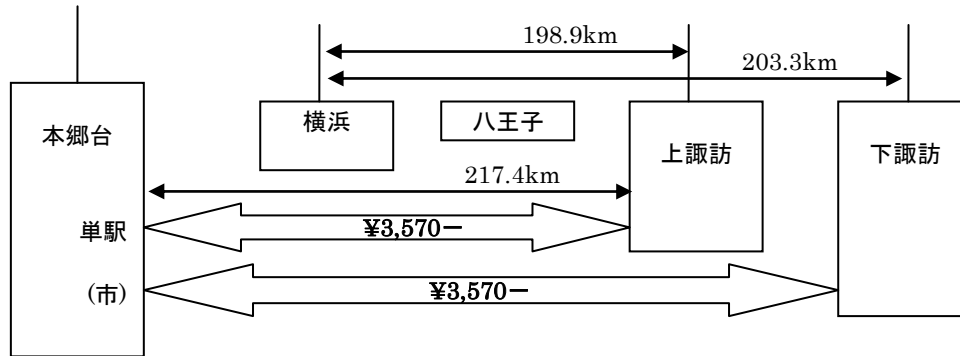 198.9km
203.3km
本郷台
横浜
八王子
上諏訪
下諏訪
217.4km
単駅
¥3,570－
(市)
¥3,570－